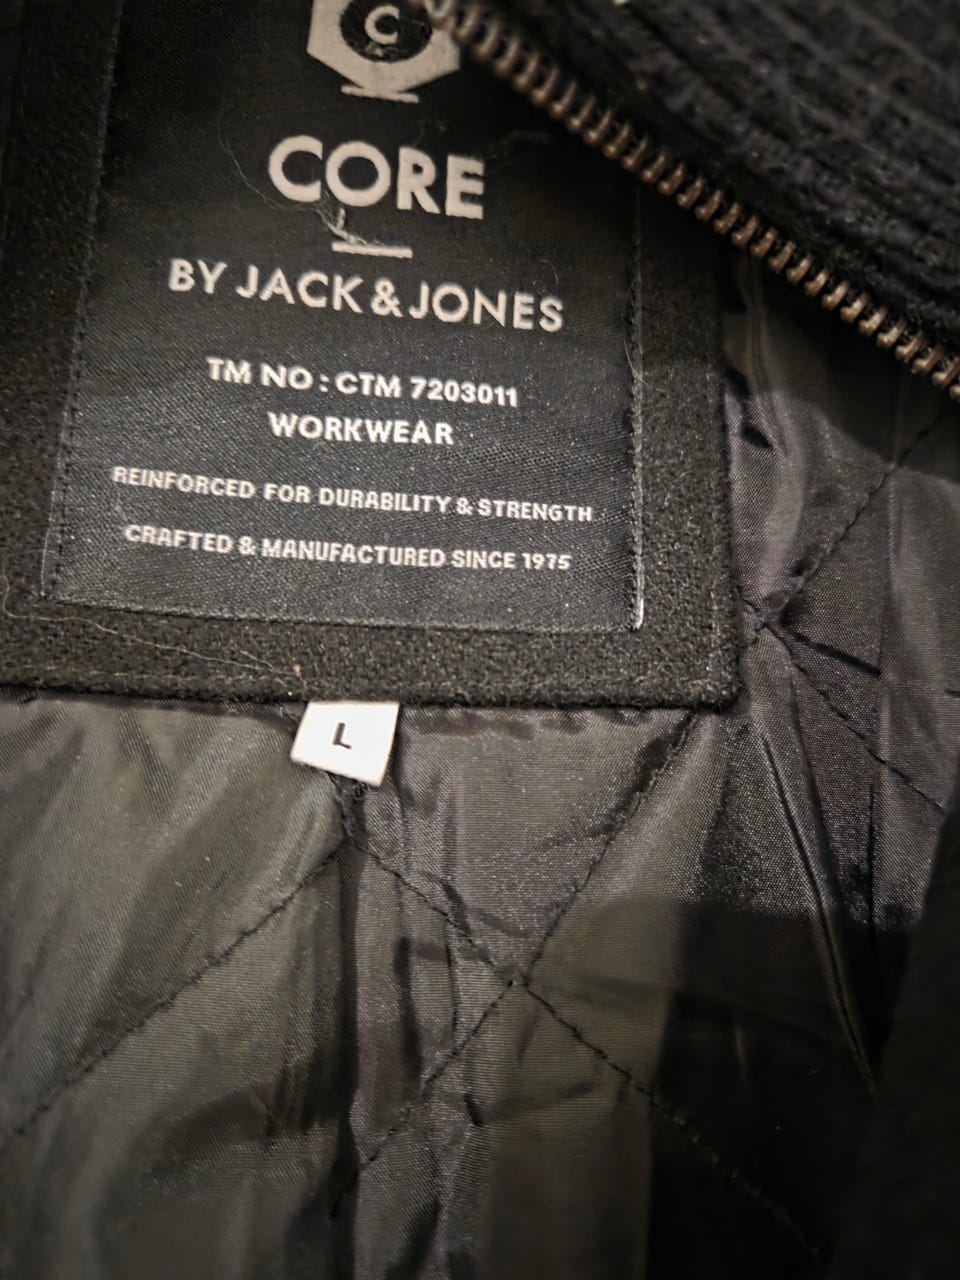 C
CORE
BY JACK & JONES
TM NO : CTM 7203011
WORKWEAR
REINFORCED FOR DURABILITY & STRENGTH
CRAFTED & MANUFACTURED SINCE 1975
L